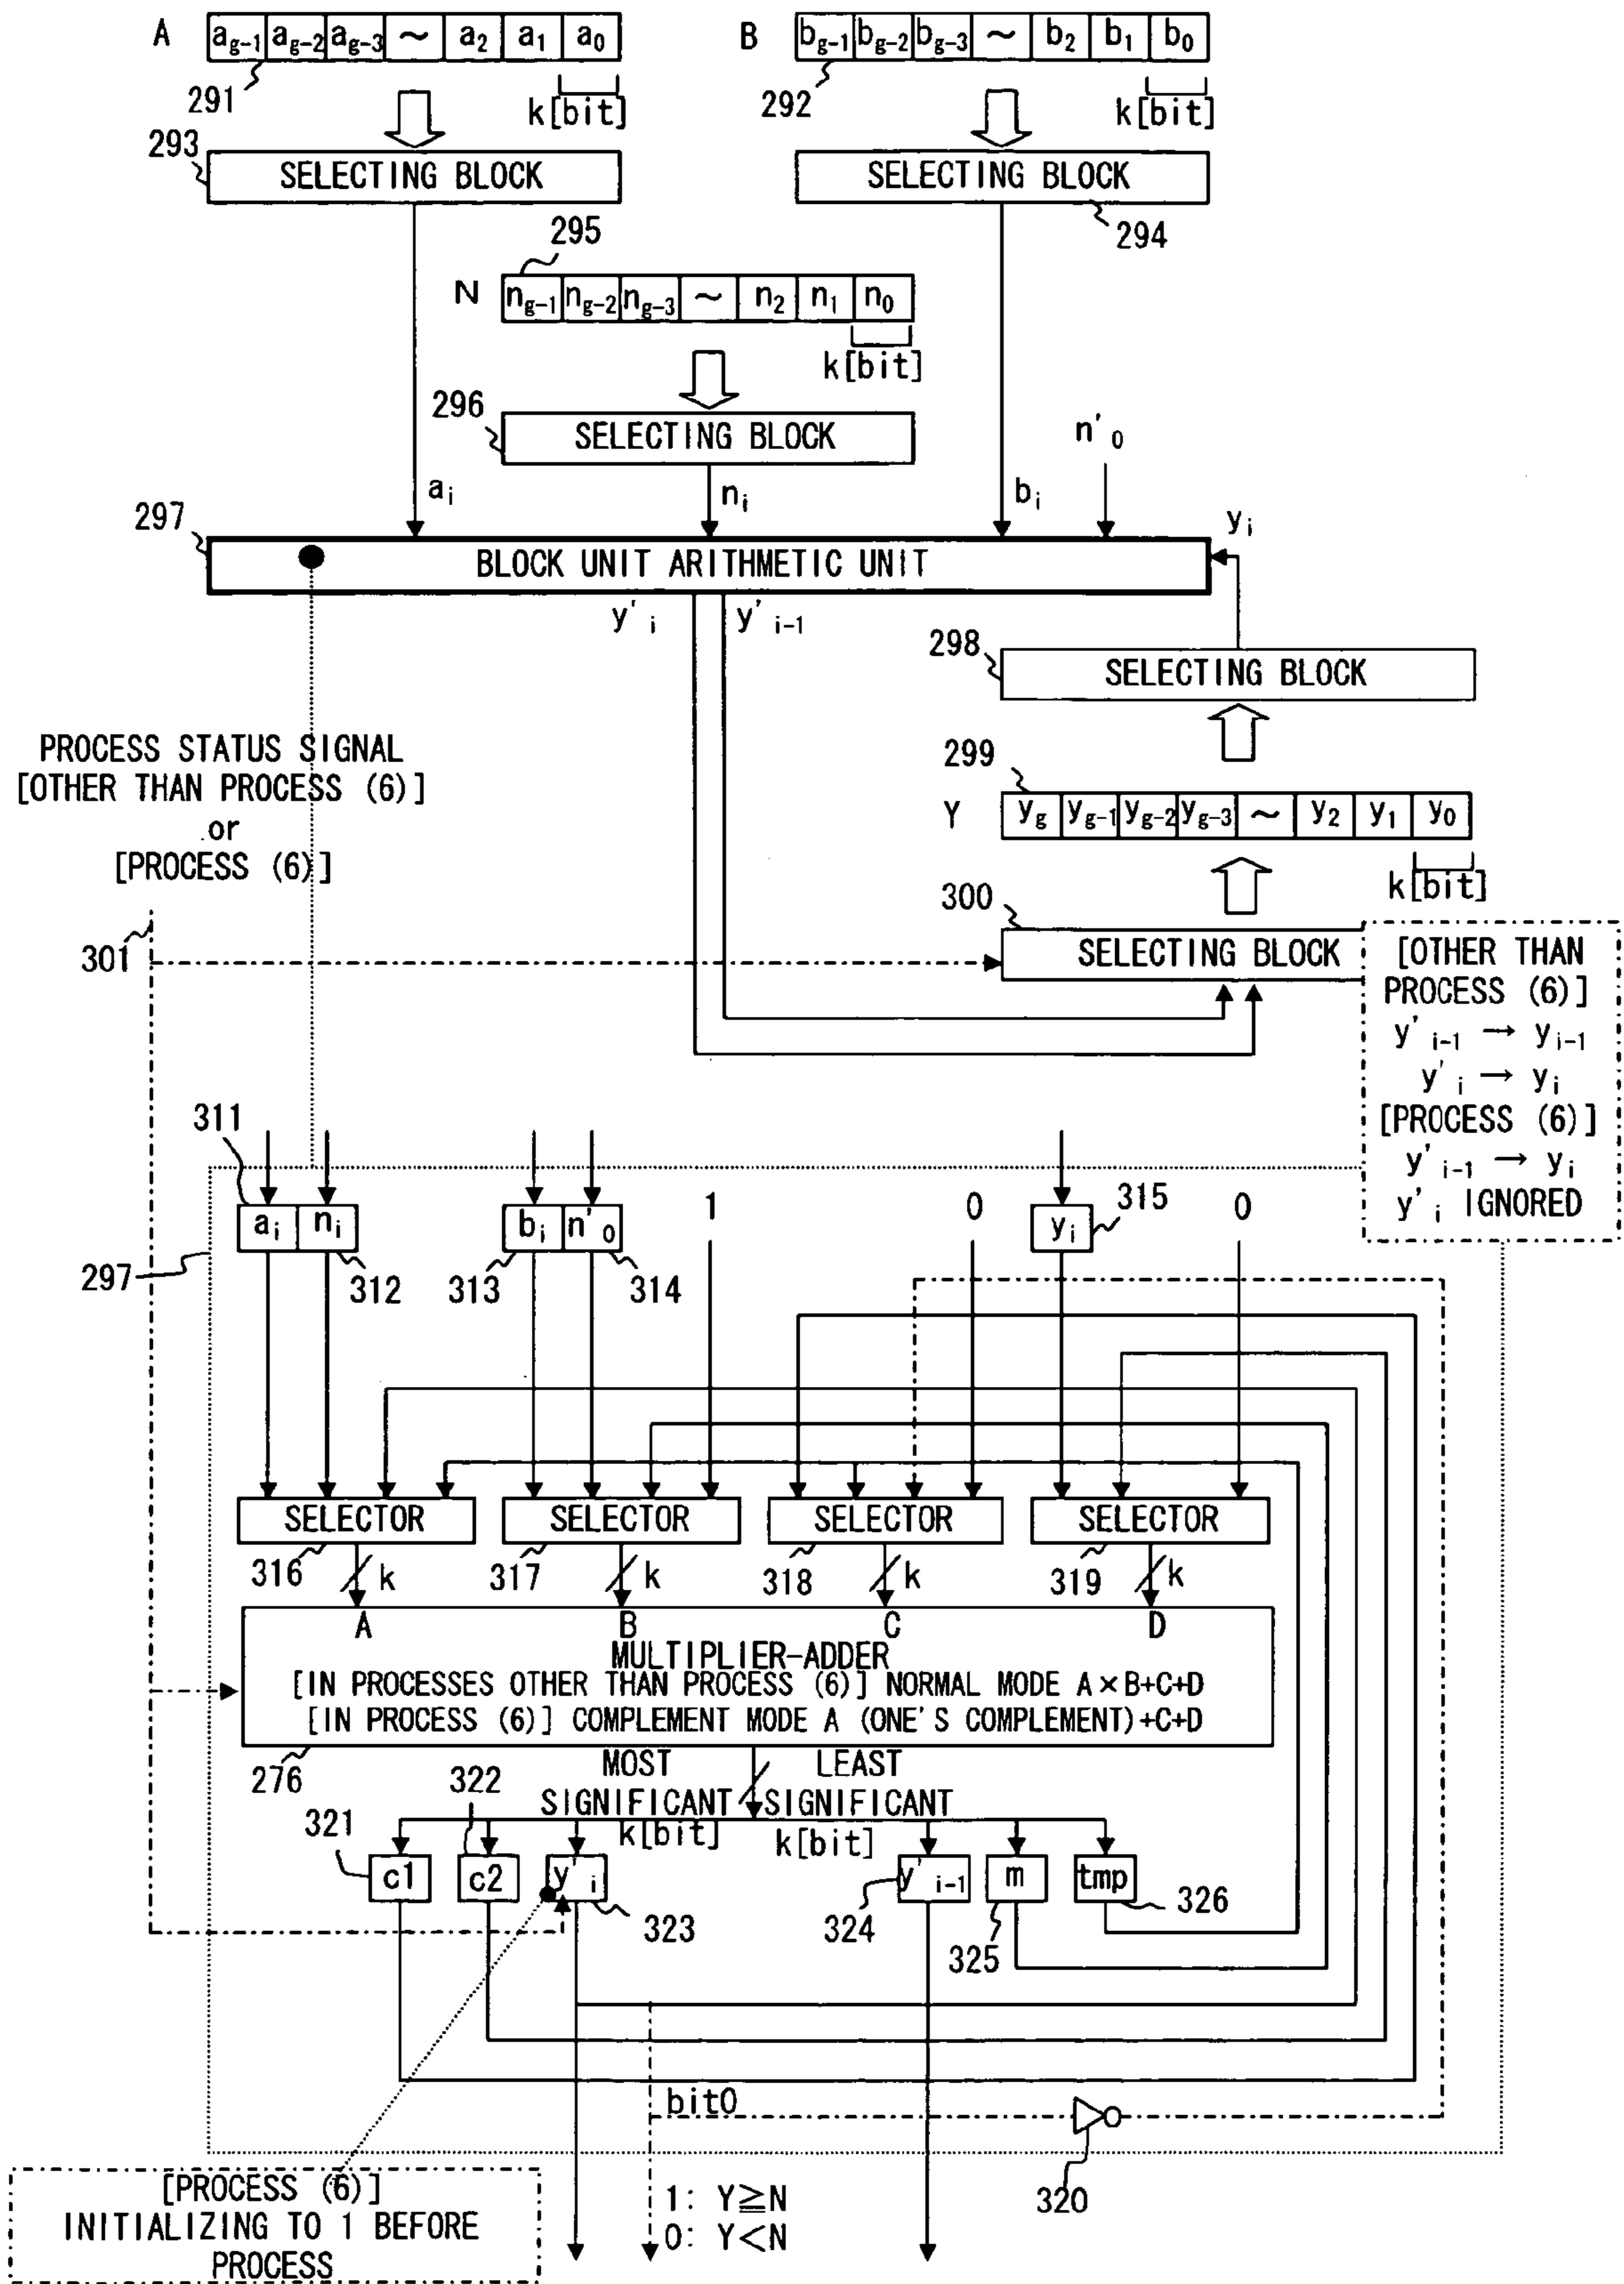 A a_{g-1} a_{g-2} a_{g-3} ~ a_2 a_1 a_0
B b_{g-1} b_{g-2} b_{g-3} ~ b_2 b_1 b_0
291
k[bit]
292
k[bit]
293
SELECTING BLOCK
SELECTING BLOCK
294
295
N n_{g-1} n_{g-2} n_{g-3} ~ n_2 n_1 n_0
k[bit]
296
SELECTING BLOCK
n'_0
a_i
n_i
b_i
y_i
297
BLOCK UNIT ARITHMETIC UNIT
y'_i
y'_{i-1}
298
SELECTING BLOCK
PROCESS STATUS SIGNAL
[OTHER THAN PROCESS (6)]
or
[PROCESS (6)]
299
Y y_g y_{g-1} y_{g-2} y_{g-3} ~ y_2 y_1 y_0
k[bit]
300
SELECTING BLOCK
301
[OTHER THAN
PROCESS (6)]
y'_{i-1} → y_{i-1}
y'_i → y_i
[PROCESS (6)]
y'_{i-1} → y_i
y'_i IGNORED
311
a_i n_i
312
b_i n'_0
313
314
1
0
y_i
315
0
297
SELECTOR
SELECTOR
SELECTOR
SELECTOR
316
k
317
k
318
k
319
k
A
B
C
D
MULTIPLIER-ADDER
[IN PROCESSES OTHER THAN PROCESS (6)] NORMAL MODE A×B+C+D
[IN PROCESS (6)] COMPLEMENT MODE A (ONE'S COMPLEMENT)+C+D
276
MOST
SIGNIFICANT
k[bit]
LEAST
SIGNIFICANT
k[bit]
321
322
c1
c2
y'_i
323
y'_{i-1}
324
m
325
tmp
326
bit0
320
[PROCESS (6)]
INITIALIZING TO 1 BEFORE
PROCESS
1: Y≧N
0: Y<N